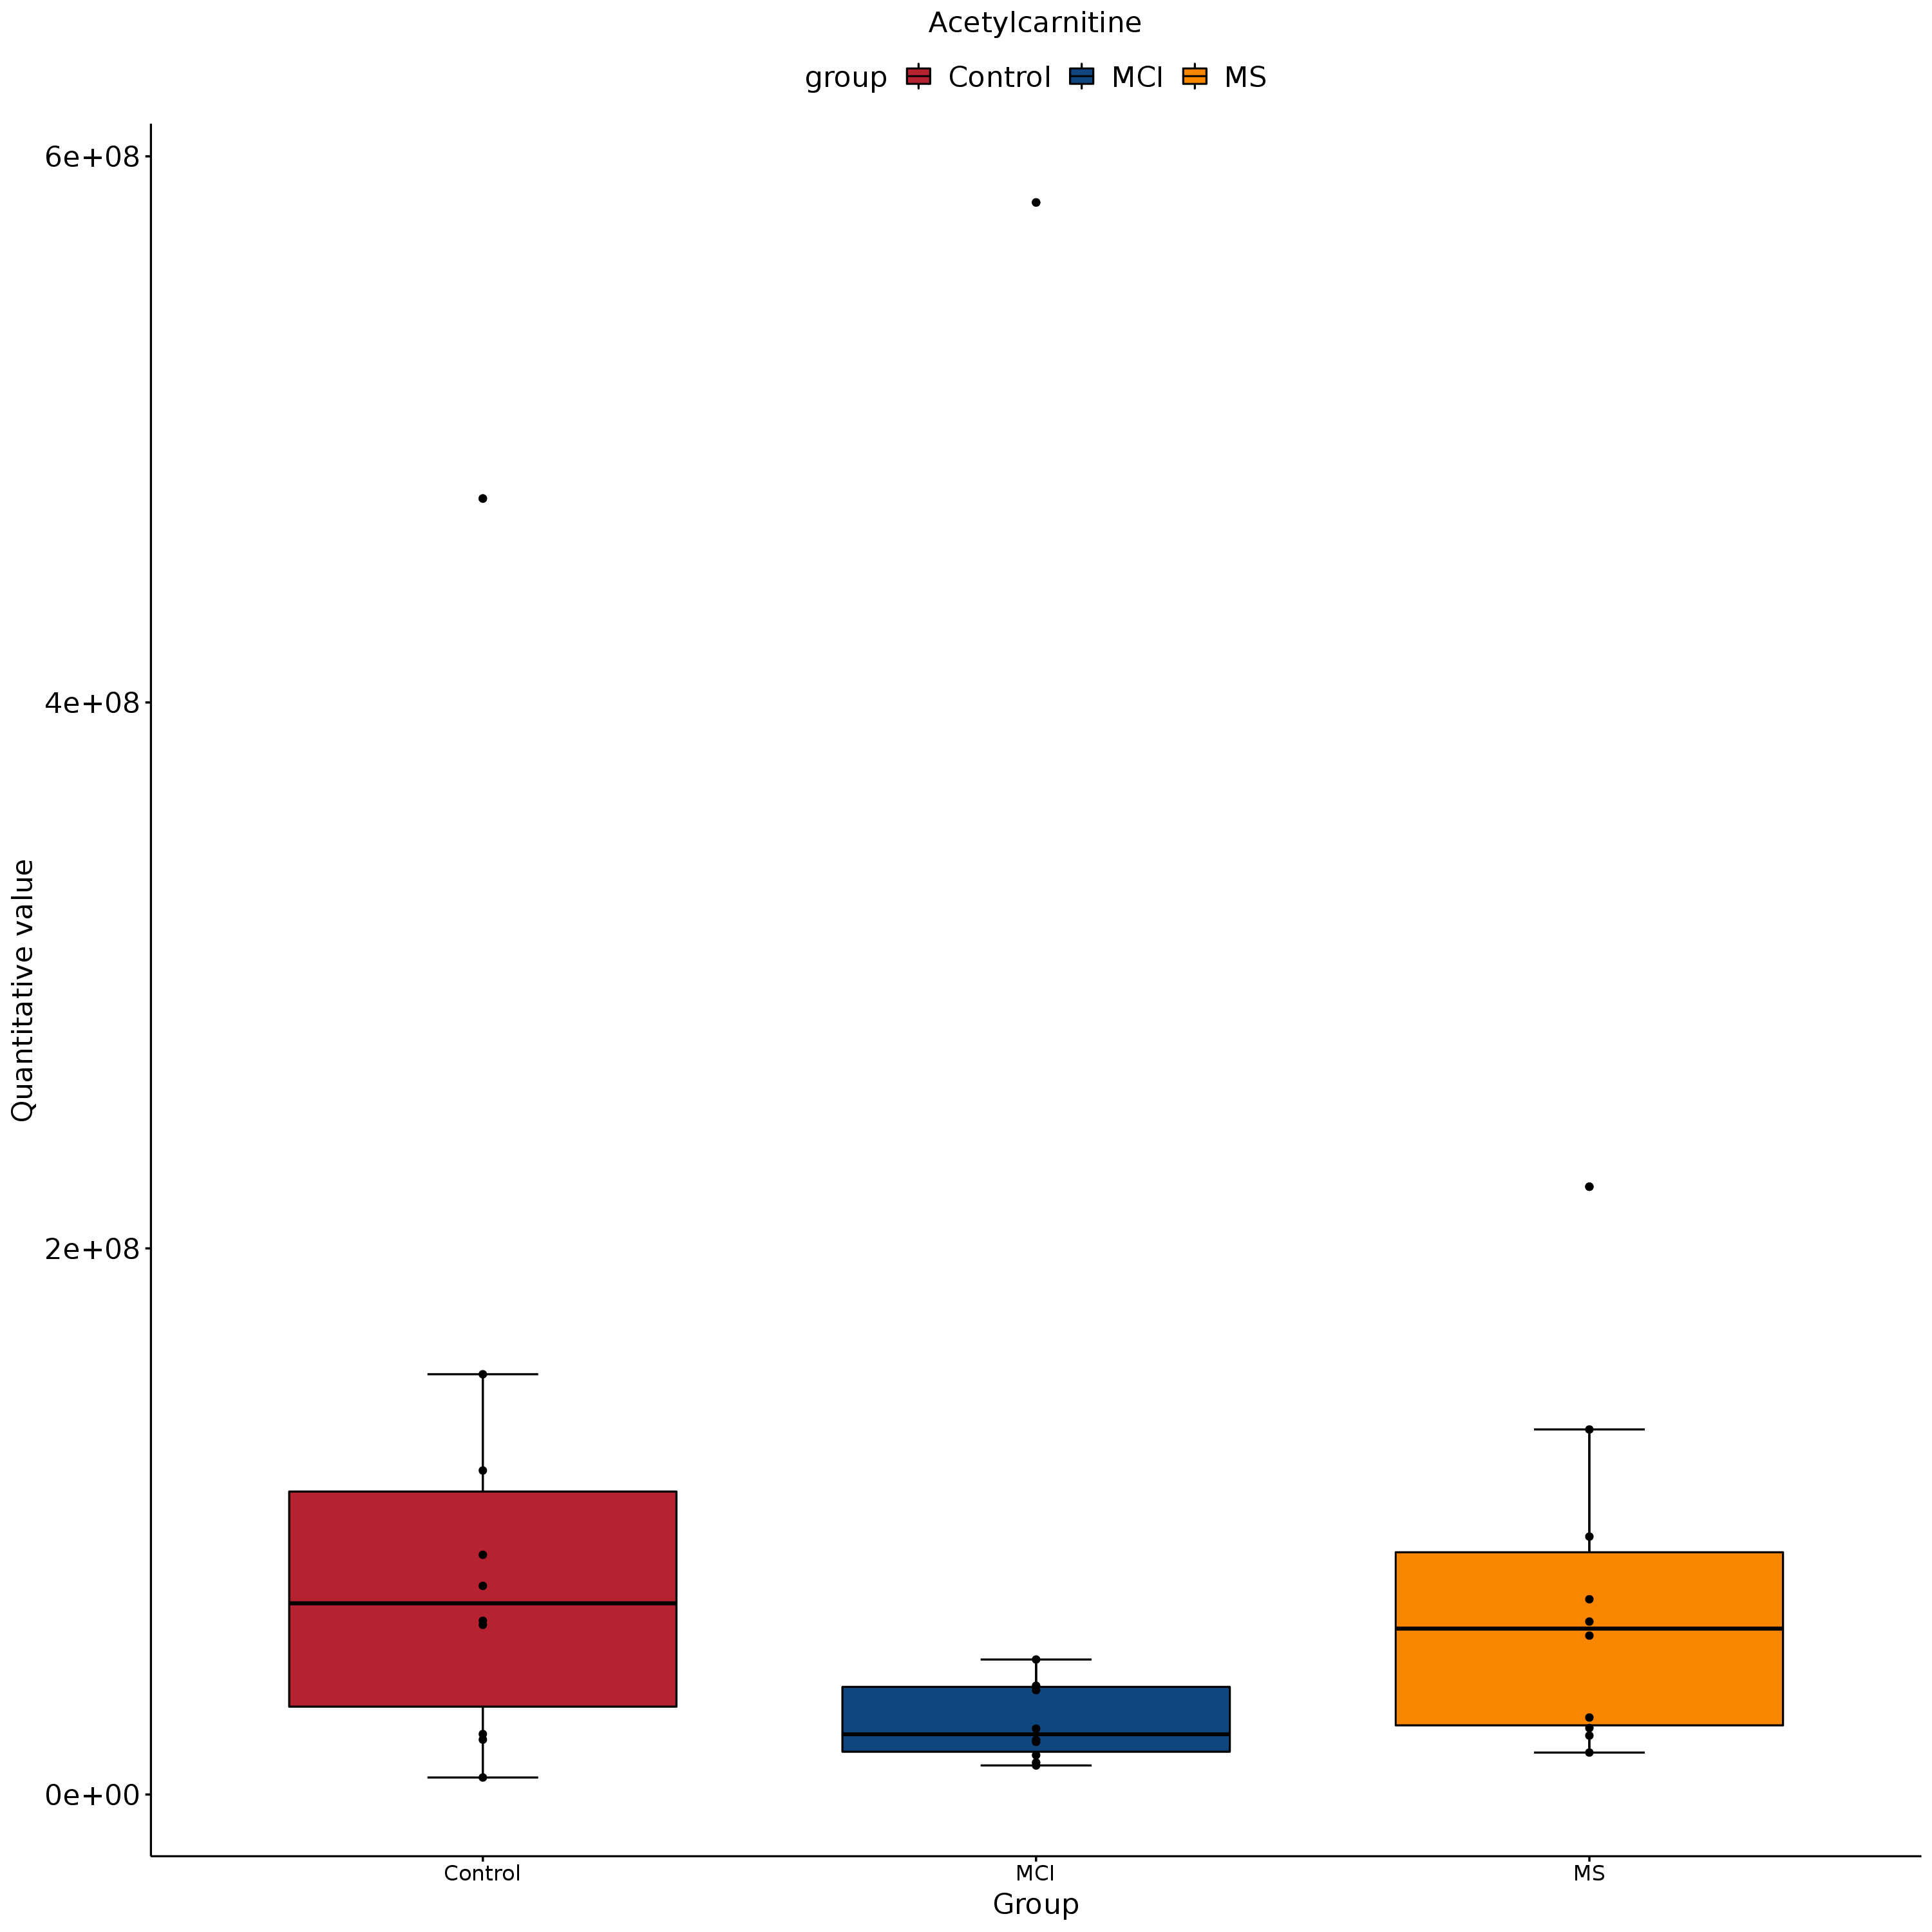 Acetylcarnitine
group Control MCI MS
6e+08
4e+08
2e+08
0e+00
Quantitative value
Control MCI MS
Group